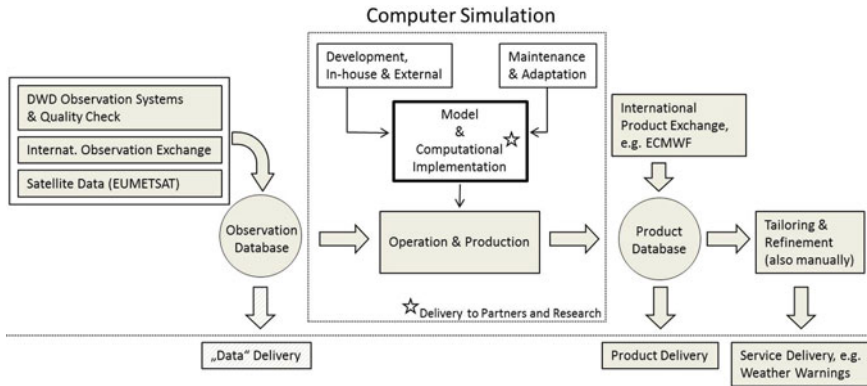 Computer Simulation
Development,
In-house & External
Maintenance
& Adaptation
DWD Observation Systems
& Quality Check
Internat. Observation Exchange
Satellite Data (EUMETSAT)
Model
&
Computational
Implementation
International
Product Exchange,
e.g. ECMWF
Observation
Database
Operation & Production
Product
Database
Tailoring &
Refinement
(also manually)
Delivery to Partners and Research
„Data“ Delivery
Product Delivery
Service Delivery, e.g.
Weather Warnings